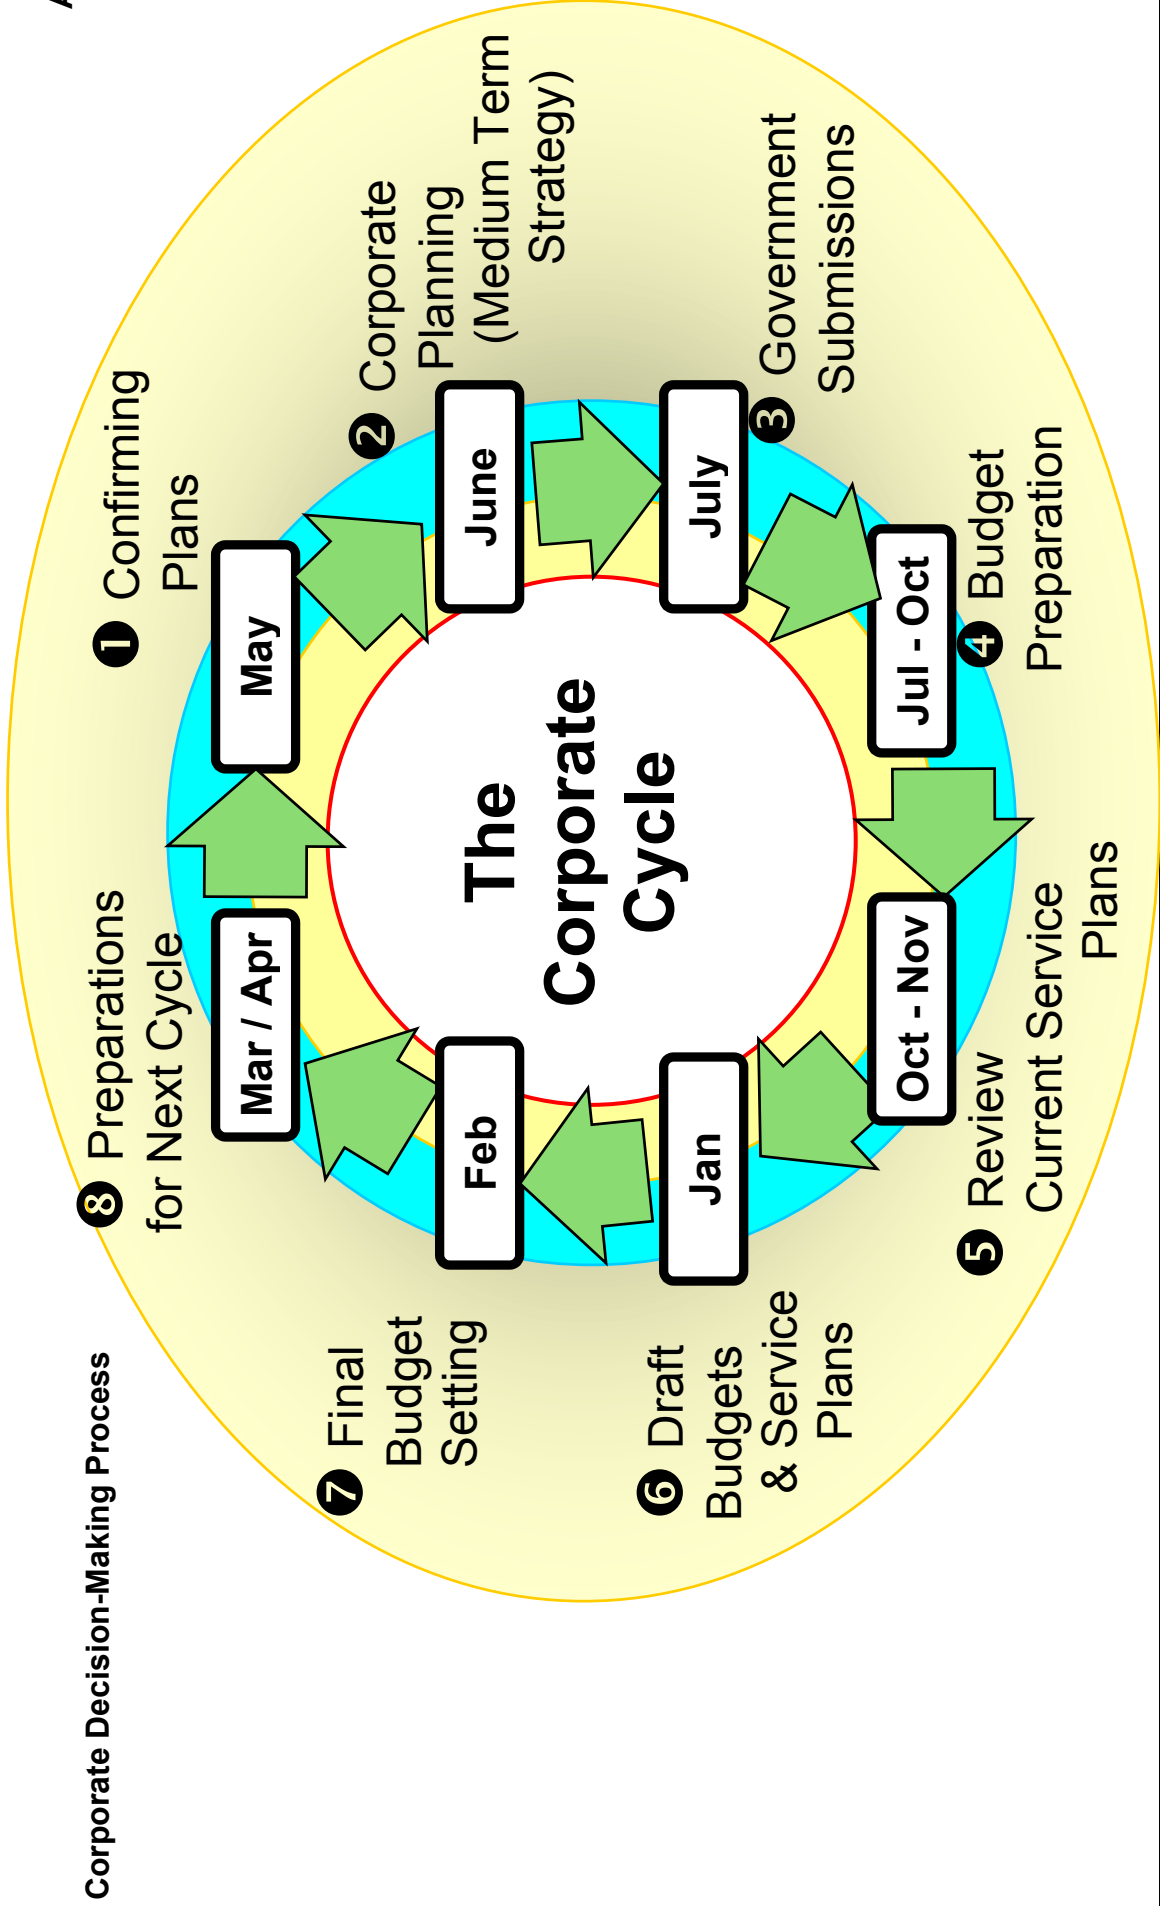 Corporate Decision-Making Process
A
❶ Confirming
Plans
❷ Corporate
Planning
(Medium Term
Strategy)
❸ Government
Submissions
❹ Budget
Preparation
❺ Review
Current Service
Plans
❻ Draft
Budgets
& Service
Plans
❼ Final
Budget
Setting
❽ Preparations
for Next Cycle
May
June
July
Jul - Oct
Oct - Nov
Jan
Feb
Mar / Apr
The
Corporate
Cycle